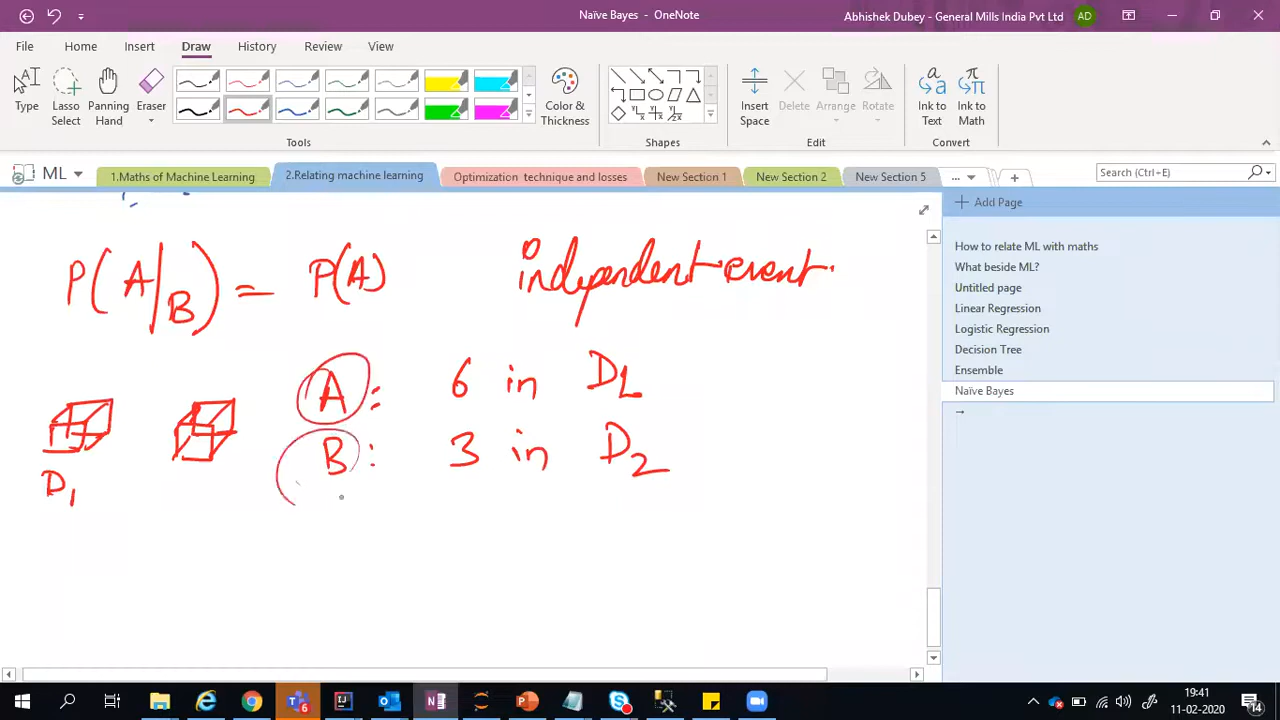 Naïve Bayes - OneNote
Abhishek Dubey - General Mills India Pvt Ltd
AD
File Home Insert Draw History Review View
Type
Lasso Select
Panning Hand
Eraser
Color & Thickness
Insert Space
Delete
Arrange
Rotate
Ink to Text
Ink to Math
Tools
Shapes
Edit
Convert
ML
1.Maths of Machine Learning
2.Relating machine learning
Optimization technique and losses
New Section 1
New Section 2
New Section 5
...
Search (Ctrl+E)
Add Page
How to relate ML with maths
What beside ML?
Untitled page
Linear Regression
Logistic Regression
Decision Tree
Ensemble
Naïve Bayes
→
P(A/B) = P(A) independent event
A: 6 in D1
B: 3 in D2
D1
19:41
11-02-2020
6
14